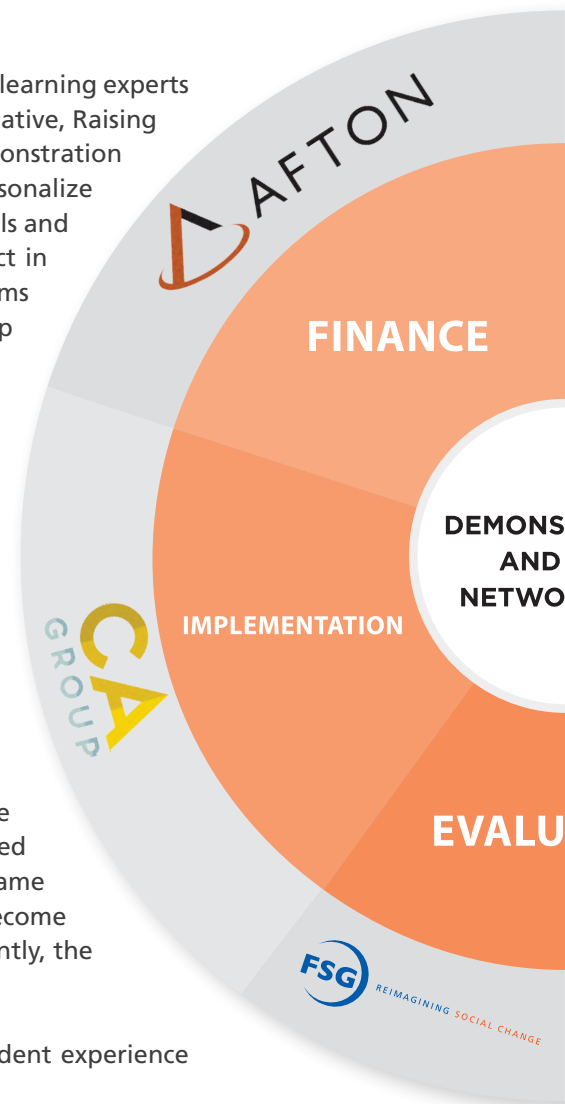 learning experts
ative, Raising
onstration
sonalize
ls and
ct in
ms
p
AFTON
FINANCE
DEMONS
AND
NETWO
IMPLEMENTATION
CA
GROUP
e
ed
ame
ecome
ntly, the
EVALU
FSG
REIMAGINING SOCIAL CHANGE
dent experience